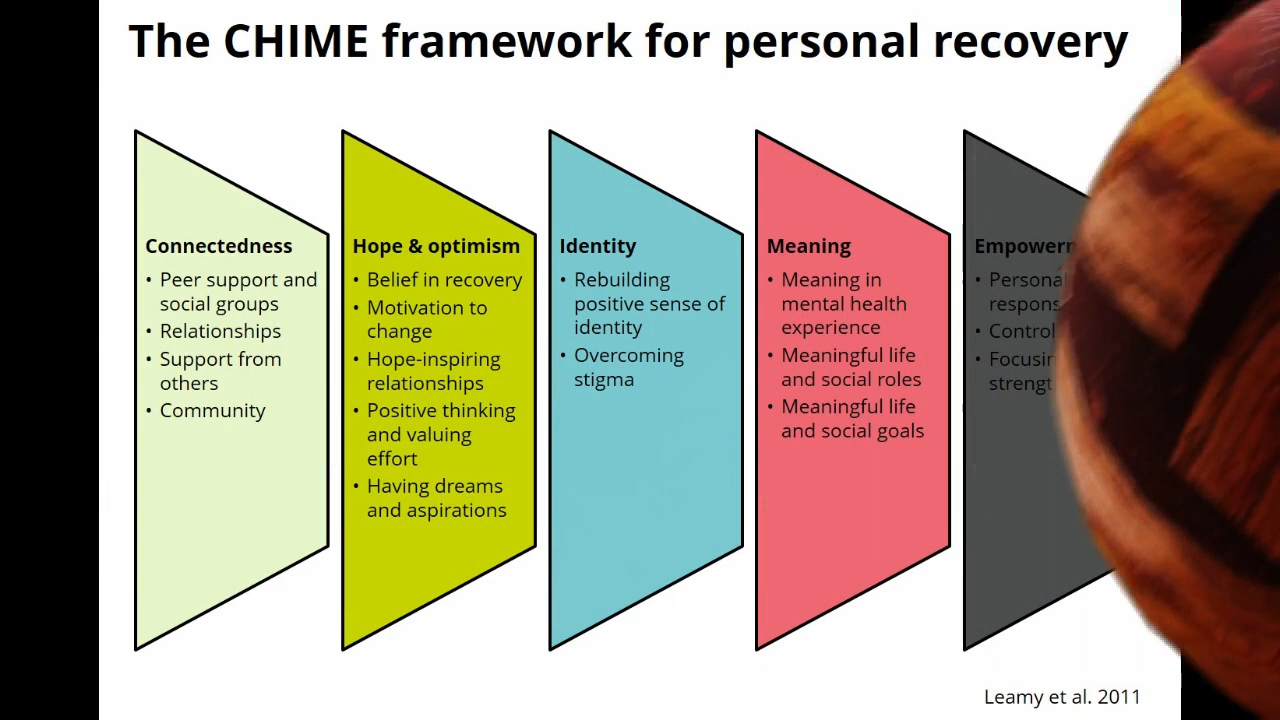 The CHIME framework for personal recovery
Connectedness
• Peer support and
social groups
• Relationships
• Support from
others
• Community
Hope & optimism
• Belief in recovery
• Motivation to
change
• Hope-inspiring
relationships
• Positive thinking
and valuing
effort
• Having dreams
and aspirations
Identity
• Rebuilding
positive sense of
identity
• Overcoming
stigma
Meaning
• Meaning in
mental health
experience
• Meaningful life
and social roles
• Meaningful life
and social goals
• Personal
• Control
Leamy et al. 2011